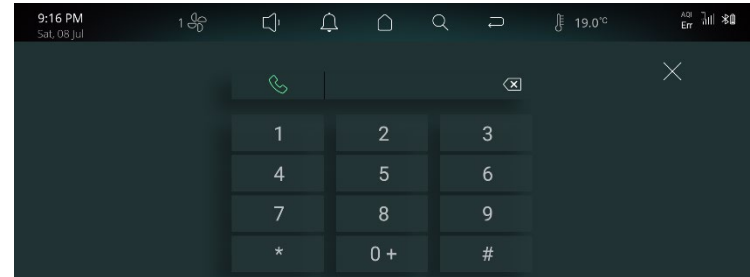 9:16 PM
Sat, 08 Jul
1
19.0°C
AQI
Err
1 2 3
4 5 6
7 8 9
* 0 + #